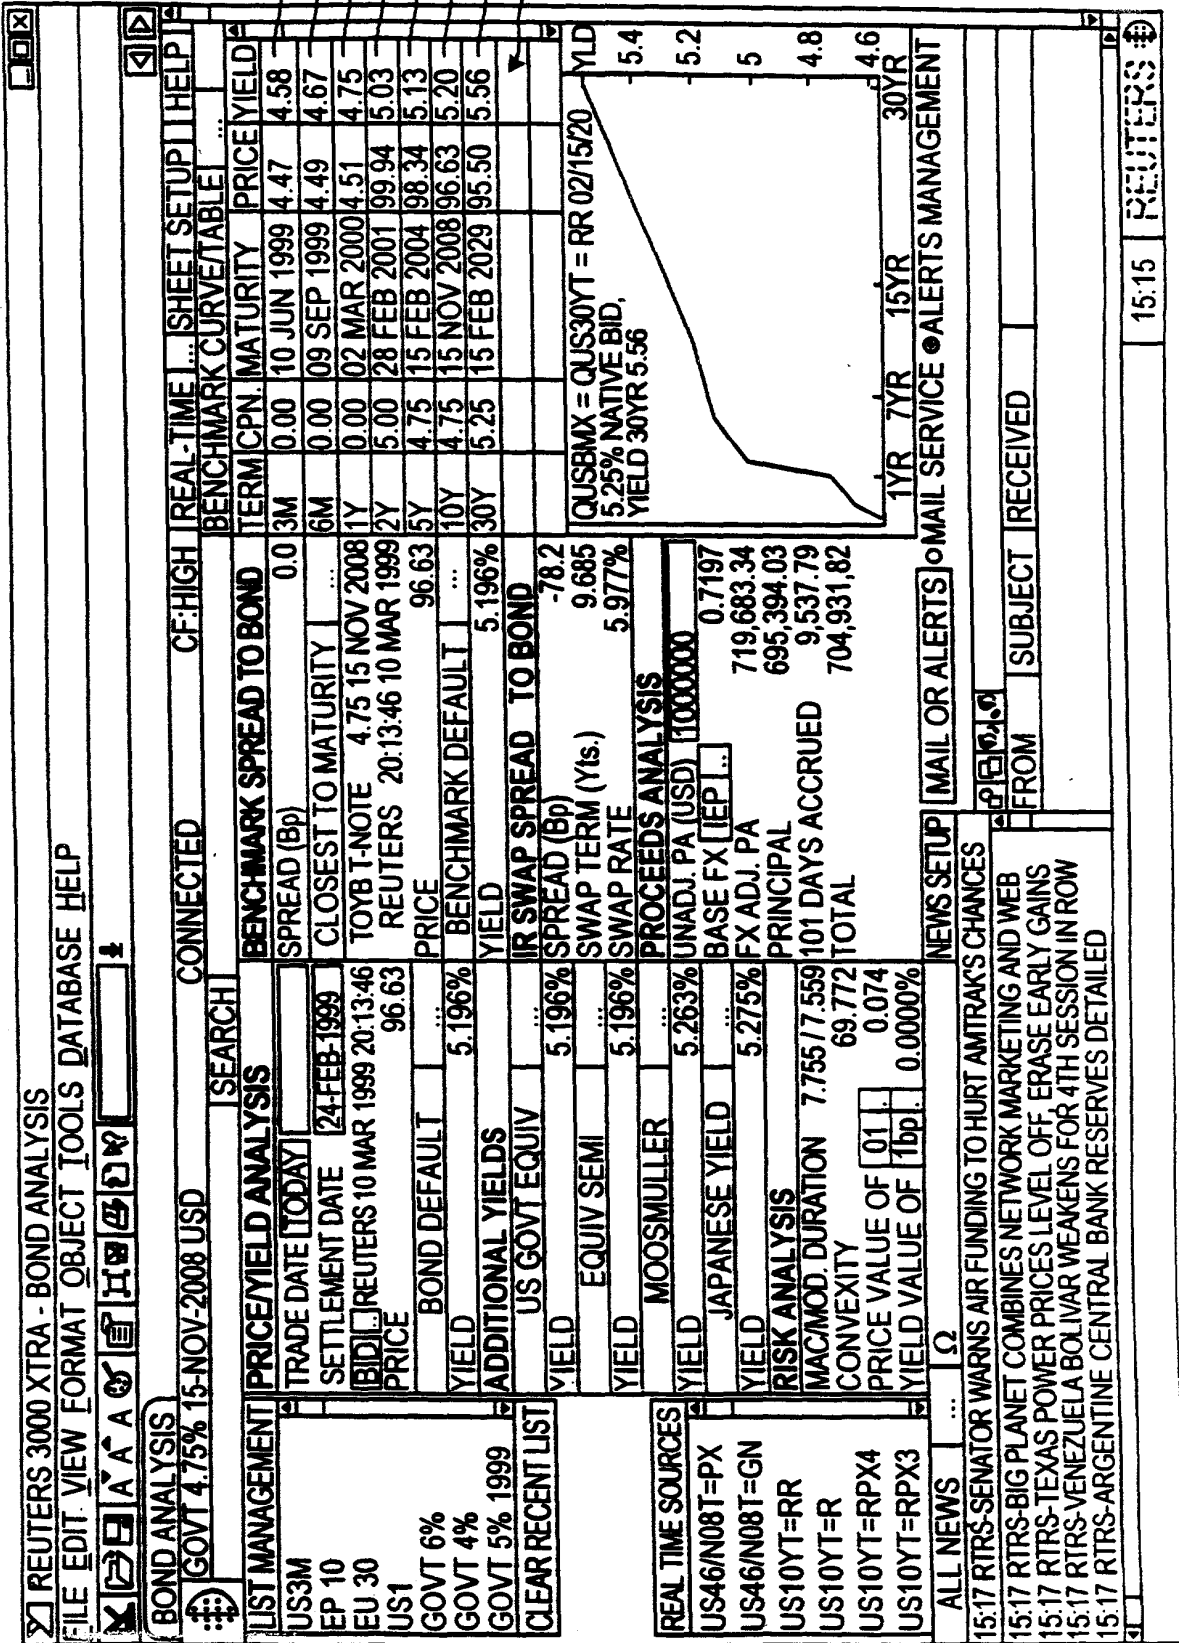 REUTERS 3000 XTRA - BOND ANALYSIS
FILE EDIT VIEW FORMAT OBJECT TOOLS DATABASE HELP
BOND ANALYSIS
GOVT 4.75% 15-NOV-2008 USD
CONNECTED
CF:HIGH
REAL-TIME ... SHEET SETUP HELP
SEARCH
LIST MANAGEMENT
US3M
EP 10
EU 30
US1
GOVT 6%
GOVT 4%
GOVT 5% 1999
CLEAR RECENT LIST
REAL TIME SOURCES
US46/N08T=PX
US46/N08T=GN
US10YT=RR
US10YT=R
US10YT=RPX4
US10YT=RPX3
PRICE/YIELD ANALYSIS
TRADE DATE TODAY
SETTLEMENT DATE 24-FEB-1999
BID ... REUTERS 10 MAR 1999 20:13:46
PRICE 96.63
BOND DEFAULT ...
YIELD 5.196%
ADDITIONAL YIELDS
US GOVT EQUIV ...
YIELD 5.196%
EQUIV SEMI ...
YIELD 5.196%
MOOSMULLER ...
YIELD 5.263%
JAPANESE YIELD ...
YIELD 5.275%
RISK ANALYSIS
MAC/MOD. DURATION 7.755 / 7.559
CONVEXITY 69.772
PRICE VALUE OF 01 .. 0.074
YIELD VALUE OF 1bp .. 0.0000%
BENCHMARK SPREAD TO BOND
SPREAD (Bp) 0.0
CLOSEST TO MATURITY ...
TOYB T-NOTE 4.75 15 NOV 2008
REUTERS 20:13:46 10 MAR 1999
PRICE 96.63
BENCHMARK DEFAULT ...
YIELD 5.196%
IR SWAP SPREAD TO BOND
SPREAD (Bp) -78.2
SWAP TERM (Yts.) 9.685
SWAP RATE 5.977%
PROCEEDS ANALYSIS
UNADJ. PA (USD) 1000000
BASE FX IEP .. 0.7197
FX ADJ. PA 719,683.34
PRINCIPAL 695,394.03
101 DAYS ACCRUED 9,537.79
TOTAL 704,931,82
BENCHMARK CURVE/TABLE ...
TERM CPN. MATURITY PRICE YIELD
3M 0.00 10 JUN 1999 4.47 4.58
6M 0.00 09 SEP 1999 4.49 4.67
1Y 0.00 02 MAR 2000 4.51 4.75
2Y 5.00 28 FEB 2001 99.94 5.03
5Y 4.75 15 FEB 2004 98.34 5.13
10Y 4.75 15 NOV 2008 96.63 5.20
30Y 5.25 15 FEB 2029 95.50 5.56
QUSBMX = QUS30YT = RR 02/15/20
5.25% NATIVE BID,
YIELD 30YR 5.56
YLD
5.4
5.2
5
4.8
4.6
1YR 7YR 15YR 30YR
ALL NEWS ... Ω
NEWS SETUP
15:17 RTRS-SENATOR WARNS AIR FUNDING TO HURT AMTRAK'S CHANCES
15:17 RTRS-BIG PLANET COMBINES NETWORK MARKETING AND WEB
15:17 RTRS-TEXAS POWER PRICES LEVEL OFF, ERASE EARLY GAINS
15:17 RTRS-VENEZUELA BOLIVAR WEAKENS FOR 4TH SESSION IN ROW
15:17 RTRS-ARGENTINE CENTRAL BANK RESERVES DETAILED
MAIL OR ALERTS MAIL SERVICE ALERTS MANAGEMENT
FROM SUBJECT RECEIVED
15:15 REUTERS